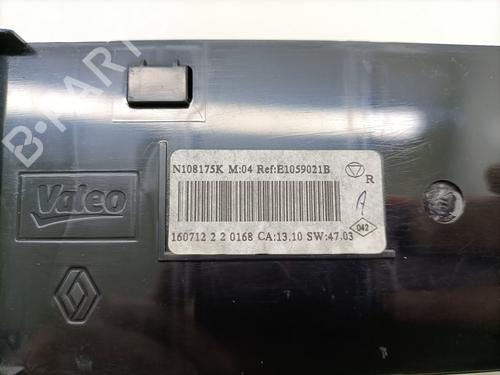 B-PARTS
N108175K M:04 Ref:E1059021B
R
A
160712 2 2 0168 CA:13.10 SW:47.03
042
Valeo